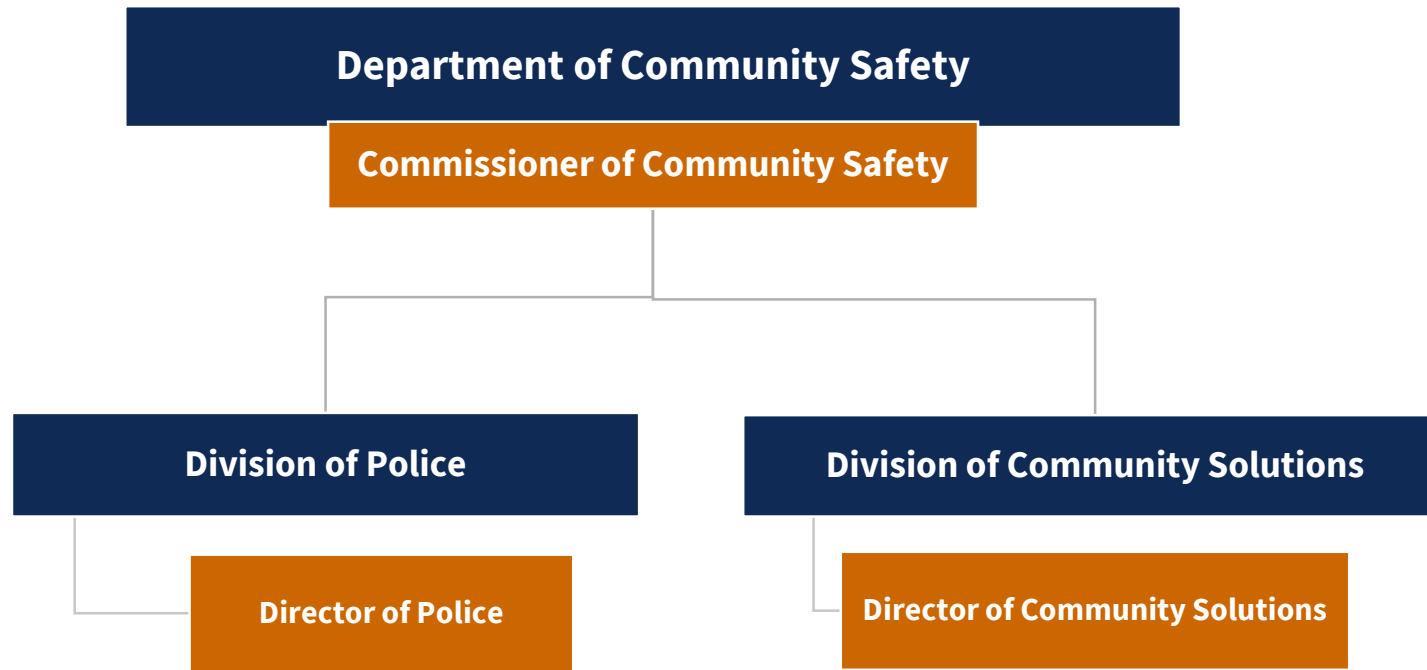 Department of Community Safety
Commissioner of Community Safety
Division of Police
Division of Community Solutions
Director of Police
Director of Community Solutions